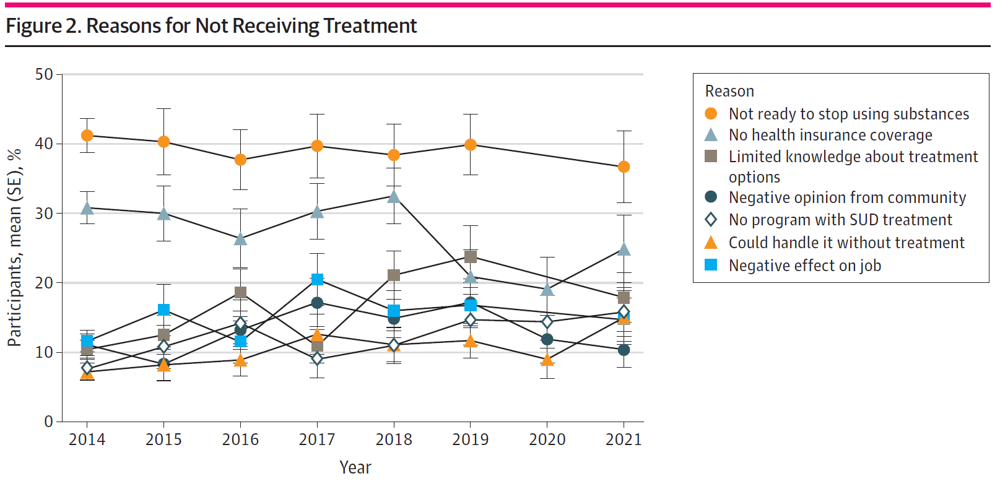 Figure 2. Reasons for Not Receiving Treatment
50
40
30
20
10
0
Participants, mean (SE), %
2014 2015 2016 2017 2018 2019 2020 2021
Year
Reason
Not ready to stop using substances
No health insurance coverage
Limited knowledge about treatment
options
Negative opinion from community
No program with SUD treatment
Could handle it without treatment
Negative effect on job